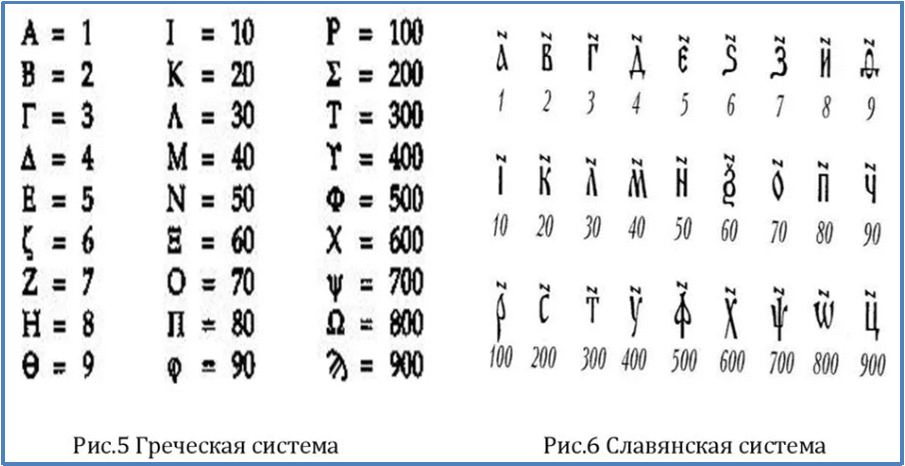 Α = 1 Ι = 10 Ρ = 100
Β = 2 Κ = 20 Σ = 200
Γ = 3 Λ = 30 Τ = 300
Δ = 4 Μ = 40 ϒ = 400
Ε = 5 Ν = 50 Φ = 500
ζ = 6 Ξ = 60 Χ = 600
Ζ = 7 Ο = 70 ψ = 700
Η = 8 Π = 80 Ω = 800
Θ = 9 φ = 90 ϡ = 900
А҃ В҃ Г҃ Д҃ Є҃ Ѕ҃ З҃ И҃ Ѳ҃
1 2 3 4 5 6 7 8 9
І҃ К҃ Л҃ М҃ Н҃ Ѯ҃ О҃ П҃ Ч҃
10 20 30 40 50 60 70 80 90
Р҃ С҃ Т҃ У҃ Ф҃ Х҃ Ѱ҃ Ѿ҃ Ц҃
100 200 300 400 500 600 700 800 900
Рис.5 Греческая система
Рис.6 Славянская система